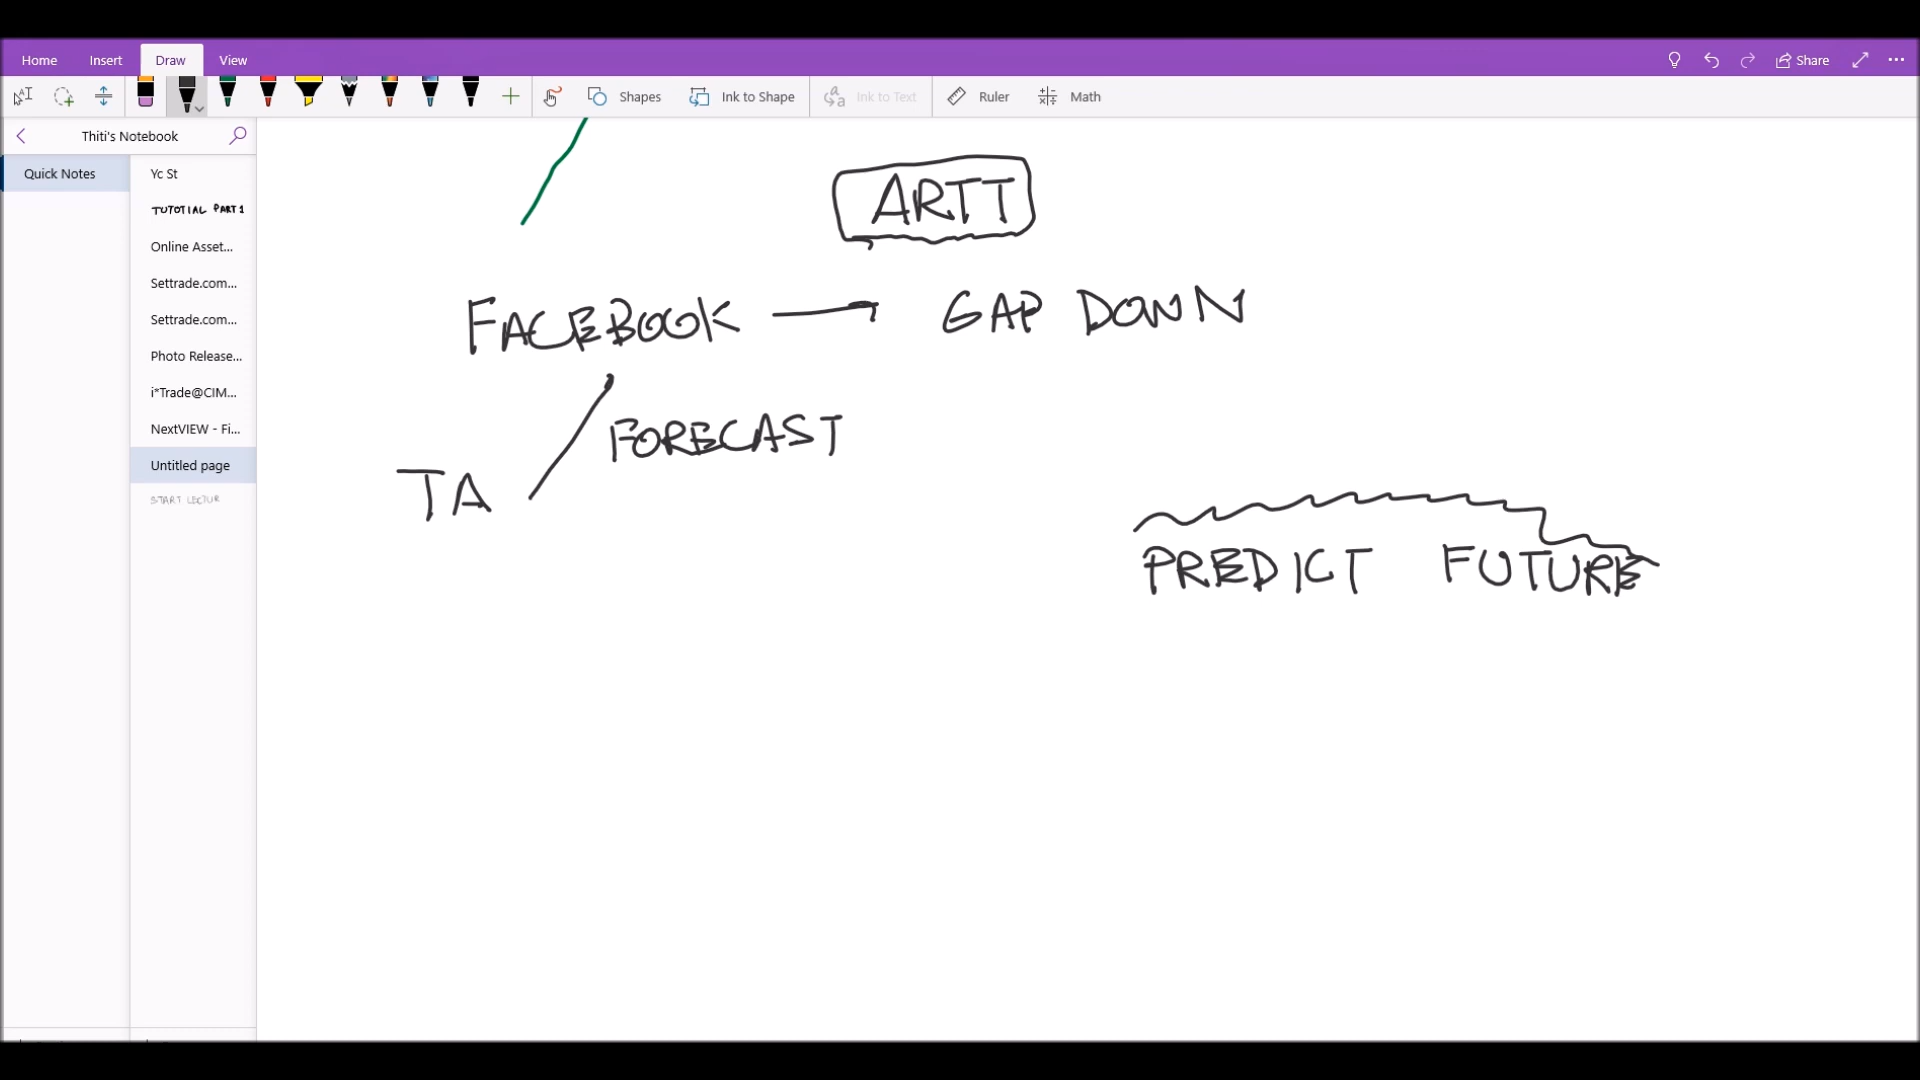 Home Insert Draw View Share
Shapes Ink to Shape Ink to Text Ruler Math
Thiti's Notebook
Quick Notes
Yc St
TUTOTIAL PART 1
Online Asset...
Settrade.com...
Settrade.com...
Photo Release...
i*Trade@CIM...
NextVIEW - Fi...
Untitled page
START LECTUR
ARTT
FACEBOOK → GAP DOWN
FORECAST
TA
PREDICT FUTURE